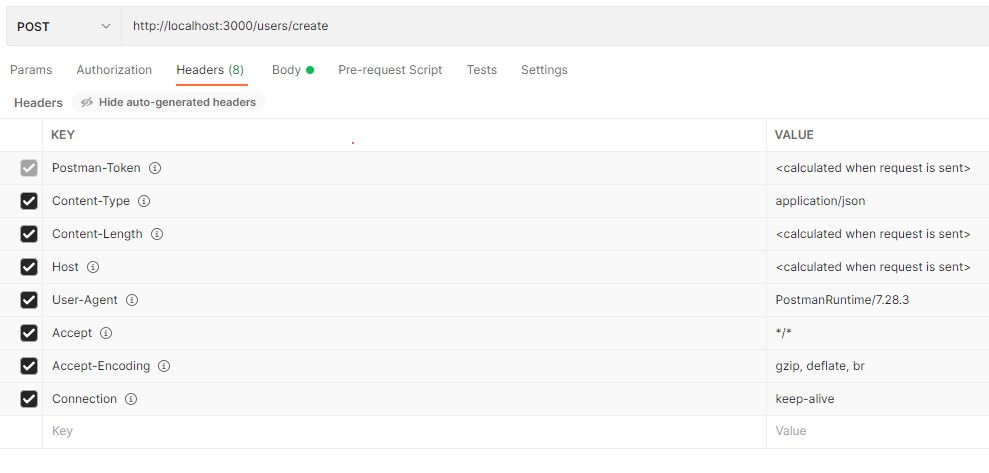 POST http://localhost:3000/users/create
Params Authorization Headers (8) Body Pre-request Script Tests Settings
Headers Hide auto-generated headers
KEY VALUE
Postman-Token <calculated when request is sent>
Content-Type application/json
Content-Length <calculated when request is sent>
Host <calculated when request is sent>
User-Agent PostmanRuntime/7.28.3
Accept */*
Accept-Encoding gzip, deflate, br
Connection keep-alive
Key Value